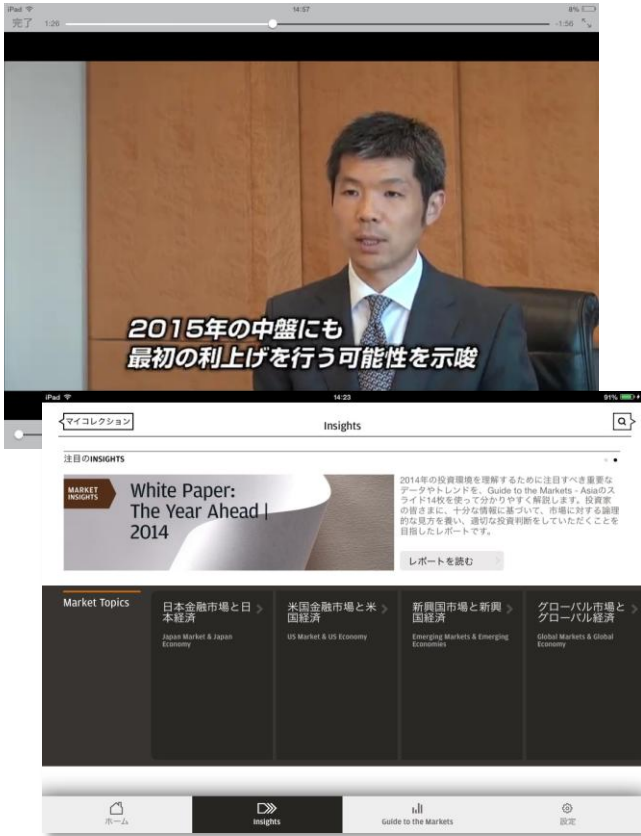 iPad 14:57 8%
完了 1:26 -1:56
2015年の中盤にも
最初の利上げを行う可能性を示唆
iPad 14:23 91%
マイコレクション Insights
注目のINSIGHTS
MARKET
INSIGHTS
White Paper:
The Year Ahead |
2014
2014年の投資環境を理解するために注目すべき重要な
データやトレンドを、Guide to the Markets - Asiaのス
ライド14枚を使って分かりやすく解説します。投資家
の皆さまに、十分な情報に基づいて、市場に対する論理
的な見方を養い、適切な投資判断をしていただくことを
目指したレポートです。
レポートを読む
Market Topics
日本金融市場と日
本経済
Japan Market & Japan
Economy
米国金融市場と米
国経済
US Market & US Economy
新興国市場と新興
国経済
Emerging Markets & Emerging
Economies
グローバル市場と
グローバル経済
Global Markets & Global
Economy
ホーム Insights Guide to the Markets 設定